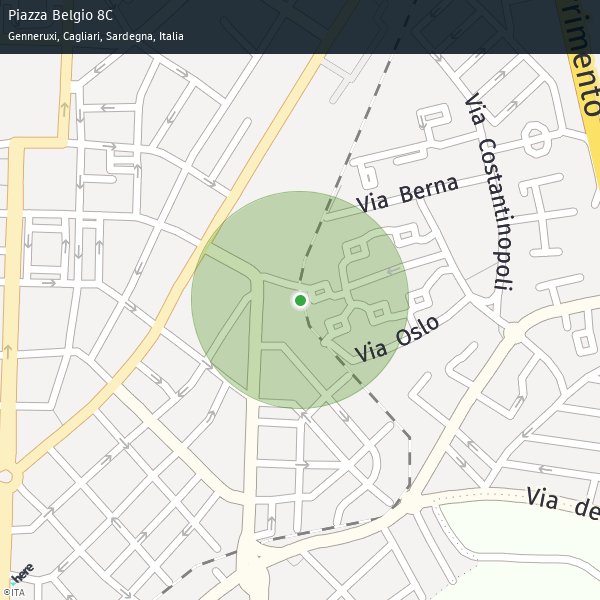 Piazza Belgio 8C
Genneruxi, Cagliari, Sardegna, Italia
rimento
Via Costantinopoli
Via Berna
Via Oslo
Via de
here
©ITA